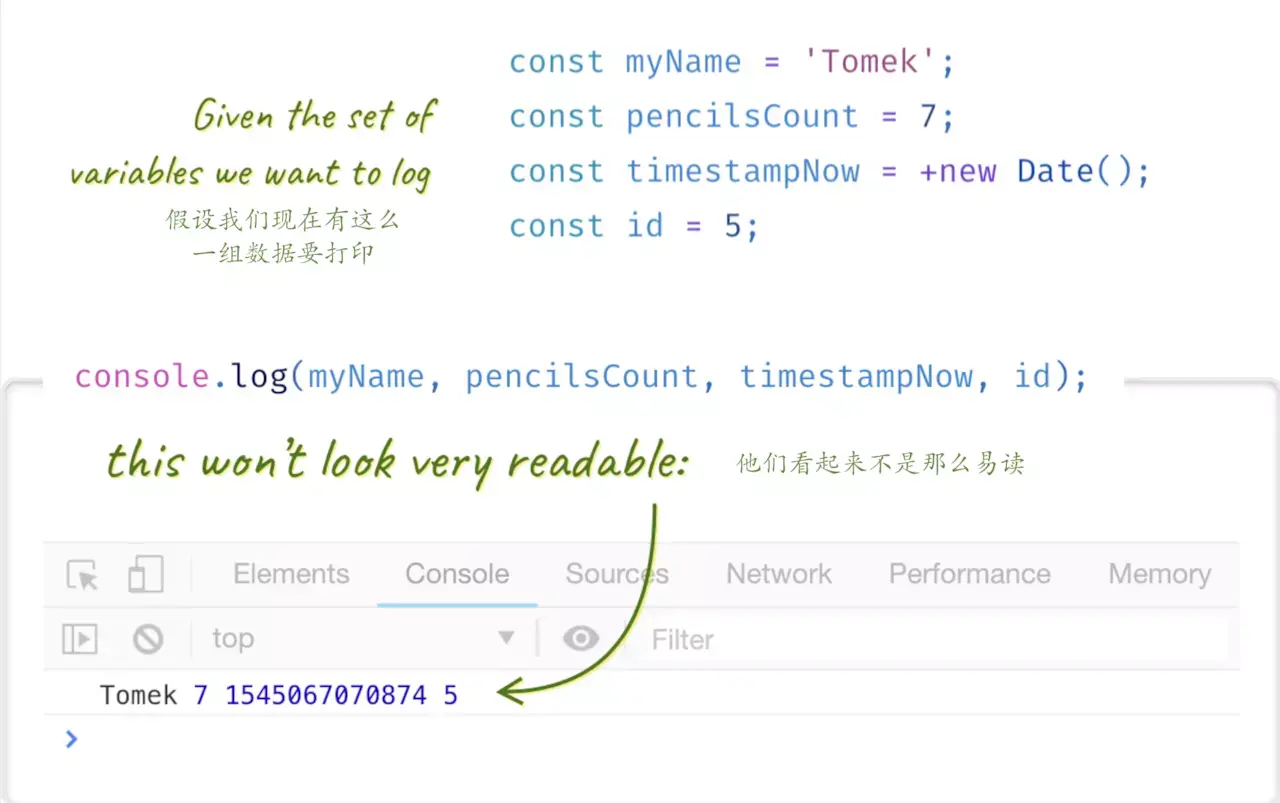 const myName = 'Tomek';
Given the set of
const pencilsCount = 7;
variables we want to log
const timestampNow = +new Date();
假设我们现在有这么
const id = 5;
一组数据要打印
console.log(myName, pencilsCount, timestampNow, id);
this won't look very readable:
他们看起来不是那么易读
Elements Console Sources Network Performance Memory
top Filter
Tomek 7 1545067070874 5